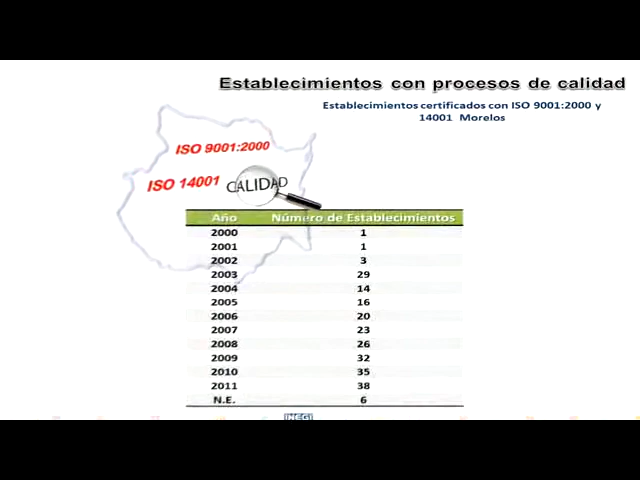 Establecimientos con procesos de calidad
Establecimientos certificados con ISO 9001:2000 y
14001 Morelos
ISO 9001:2000
ISO 14001
CALIDAD
Año Número de Establecimientos
2000 1
2001 1
2002 3
2003 29
2004 14
2005 16
2006 20
2007 23
2008 26
2009 32
2010 35
2011 38
N.E. 6
INEGI